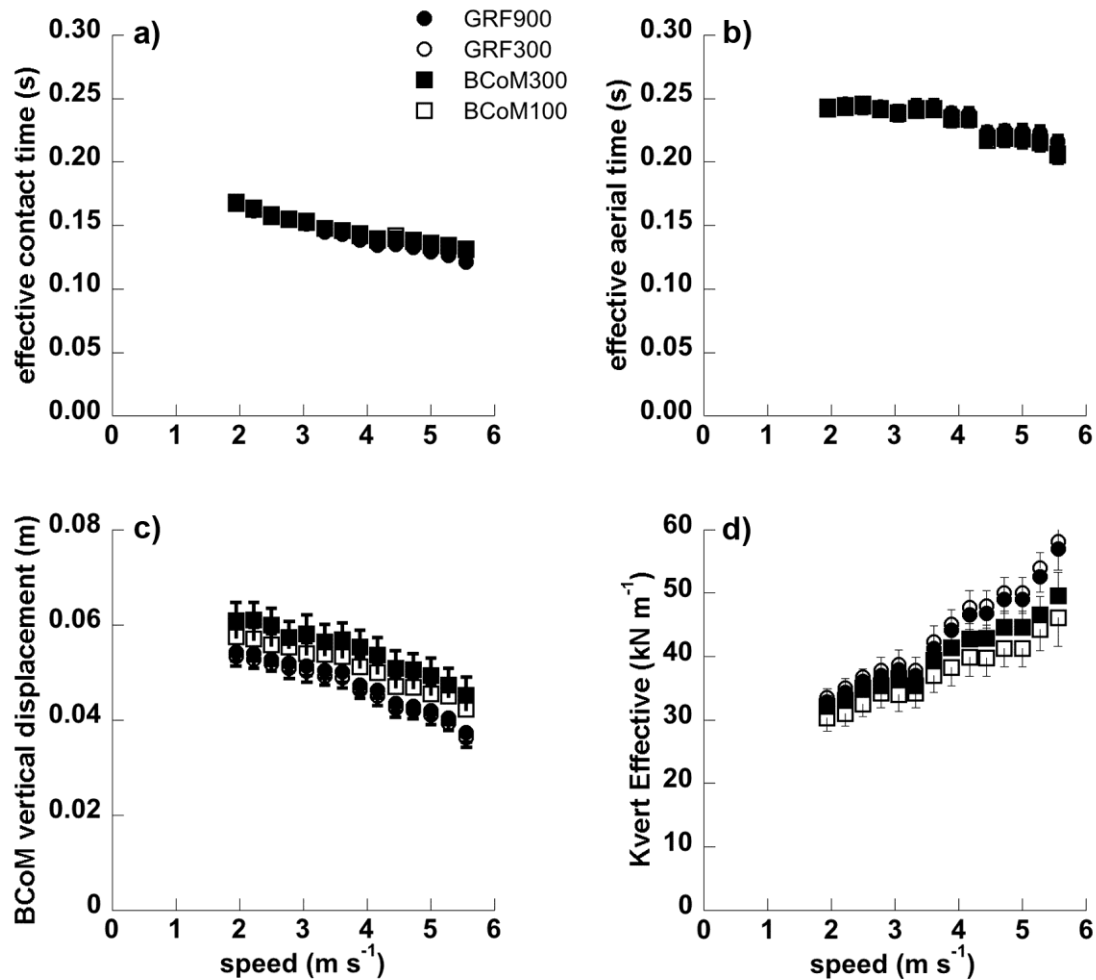 a)
GRF900
GRF300
BCoM300
BCoM100
effective contact time (s)
0.30
0.25
0.20
0.15
0.10
0.05
0.00
0 1 2 3 4 5 6
b)
effective aerial time (s)
0.30
0.25
0.20
0.15
0.10
0.05
0.00
0 1 2 3 4 5 6
c)
BCoM vertical displacement (m)
0.08
0.06
0.04
0.02
0
0 1 2 3 4 5 6
speed (m s⁻¹)
d)
Kvert Effective (kN m⁻¹)
60
50
40
30
20
10
0
0 1 2 3 4 5 6
speed (m s⁻¹)